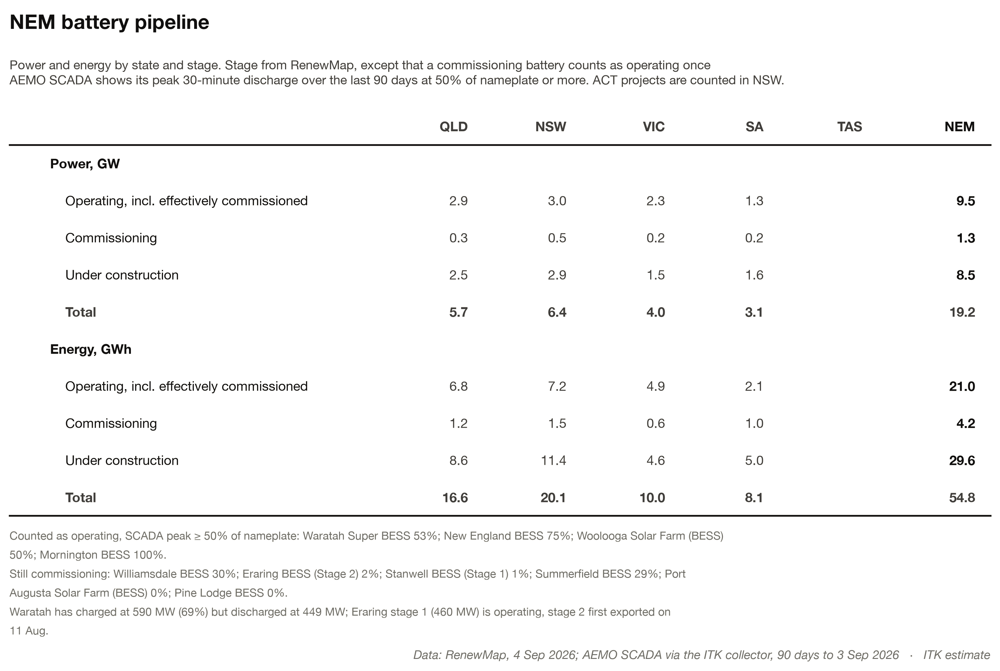 NEM battery pipeline
Power and energy by state and stage. Stage from RenewMap, except that a commissioning battery counts as operating once
AEMO SCADA shows its peak 30-minute discharge over the last 90 days at 50% of nameplate or more. ACT projects are counted in NSW.
QLD NSW VIC SA TAS NEM
Power, GW
Operating, incl. effectively commissioned 2.9 3.0 2.3 1.3 9.5
Commissioning 0.3 0.5 0.2 0.2 1.3
Under construction 2.5 2.9 1.5 1.6 8.5
Total 5.7 6.4 4.0 3.1 19.2
Energy, GWh
Operating, incl. effectively commissioned 6.8 7.2 4.9 2.1 21.0
Commissioning 1.2 1.5 0.6 1.0 4.2
Under construction 8.6 11.4 4.6 5.0 29.6
Total 16.6 20.1 10.0 8.1 54.8
Counted as operating, SCADA peak ≥ 50% of nameplate: Waratah Super BESS 53%; New England BESS 75%; Woolooga Solar Farm (BESS)
50%; Mornington BESS 100%.
Still commissioning: Williamsdale BESS 30%; Eraring BESS (Stage 2) 2%; Stanwell BESS (Stage 1) 1%; Summerfield BESS 29%; Port
Augusta Solar Farm (BESS) 0%; Pine Lodge BESS 0%.
Waratah has charged at 590 MW (69%) but discharged at 449 MW; Eraring stage 1 (460 MW) is operating, stage 2 first exported on
11 Aug.
Data: RenewMap, 4 Sep 2026; AEMO SCADA via the ITK collector, 90 days to 3 Sep 2026 · ITK estimate